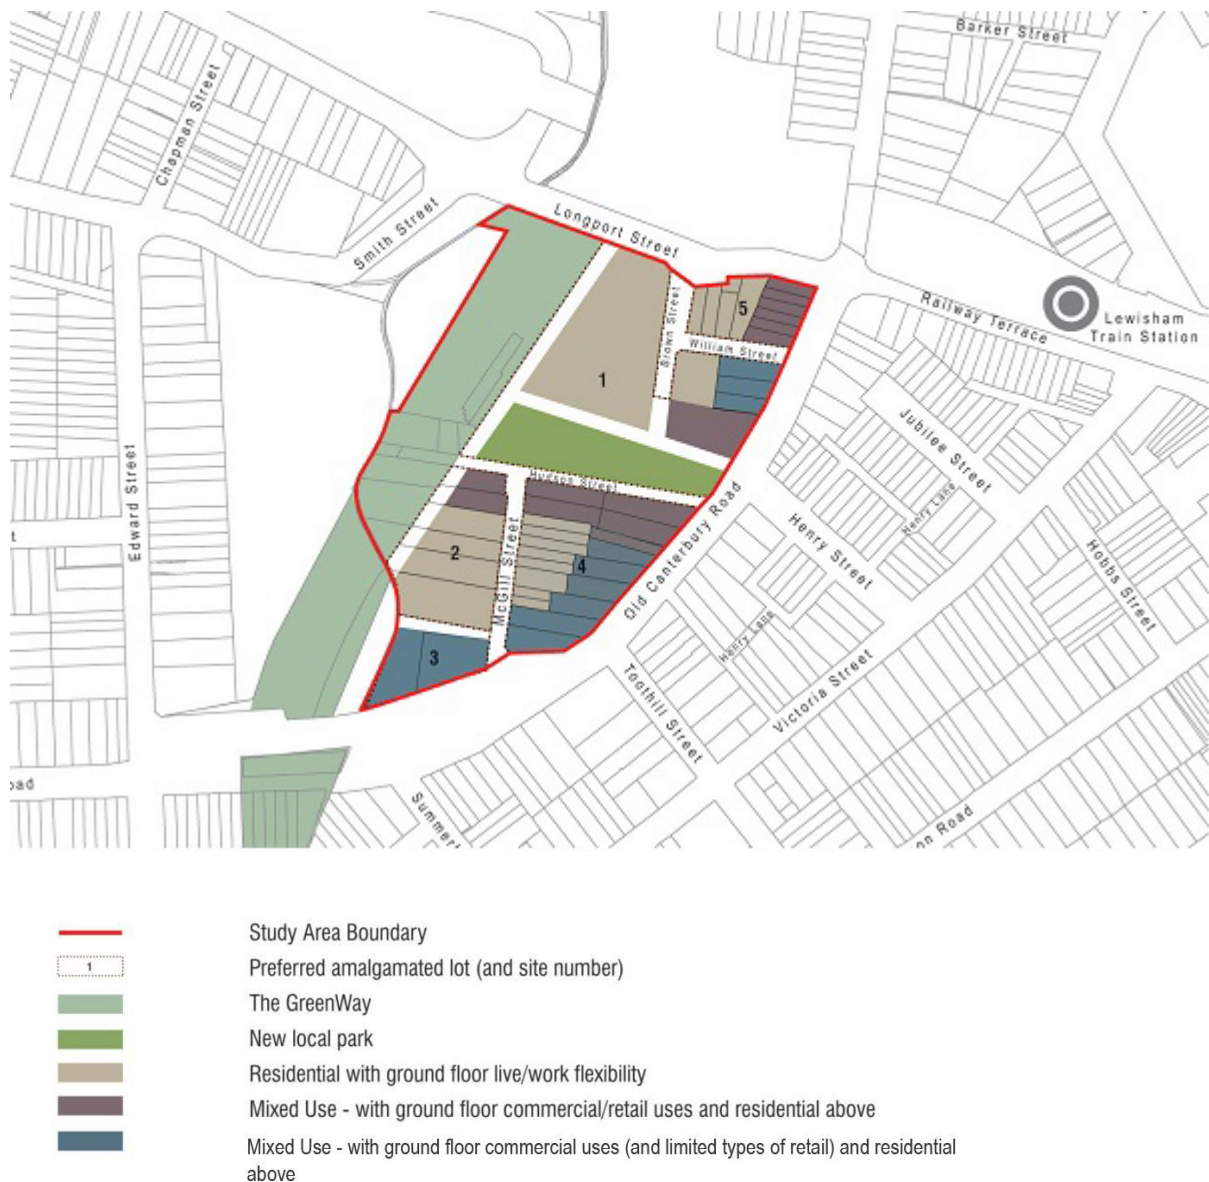 Barker Street
Chapman Street
Smith Street
Longport Street
Railway Terrace
Lewisham
Train Station
Brown Street
5
William Street
1
Jubilee Street
Henry Lane
Edward Street
Hudson Street
Old Canterbury Road
Henry Street
Hobbs Street
2
McGill Street
4
t
3
Henry Lane
Toothill Street
Victoria Street
oad
Summer
on Road
Study Area Boundary
1 Preferred amalgamated lot (and site number)
The GreenWay
New local park
Residential with ground floor live/work flexibility
Mixed Use - with ground floor commercial/retail uses and residential above
Mixed Use - with ground floor commercial uses (and limited types of retail) and residential
above